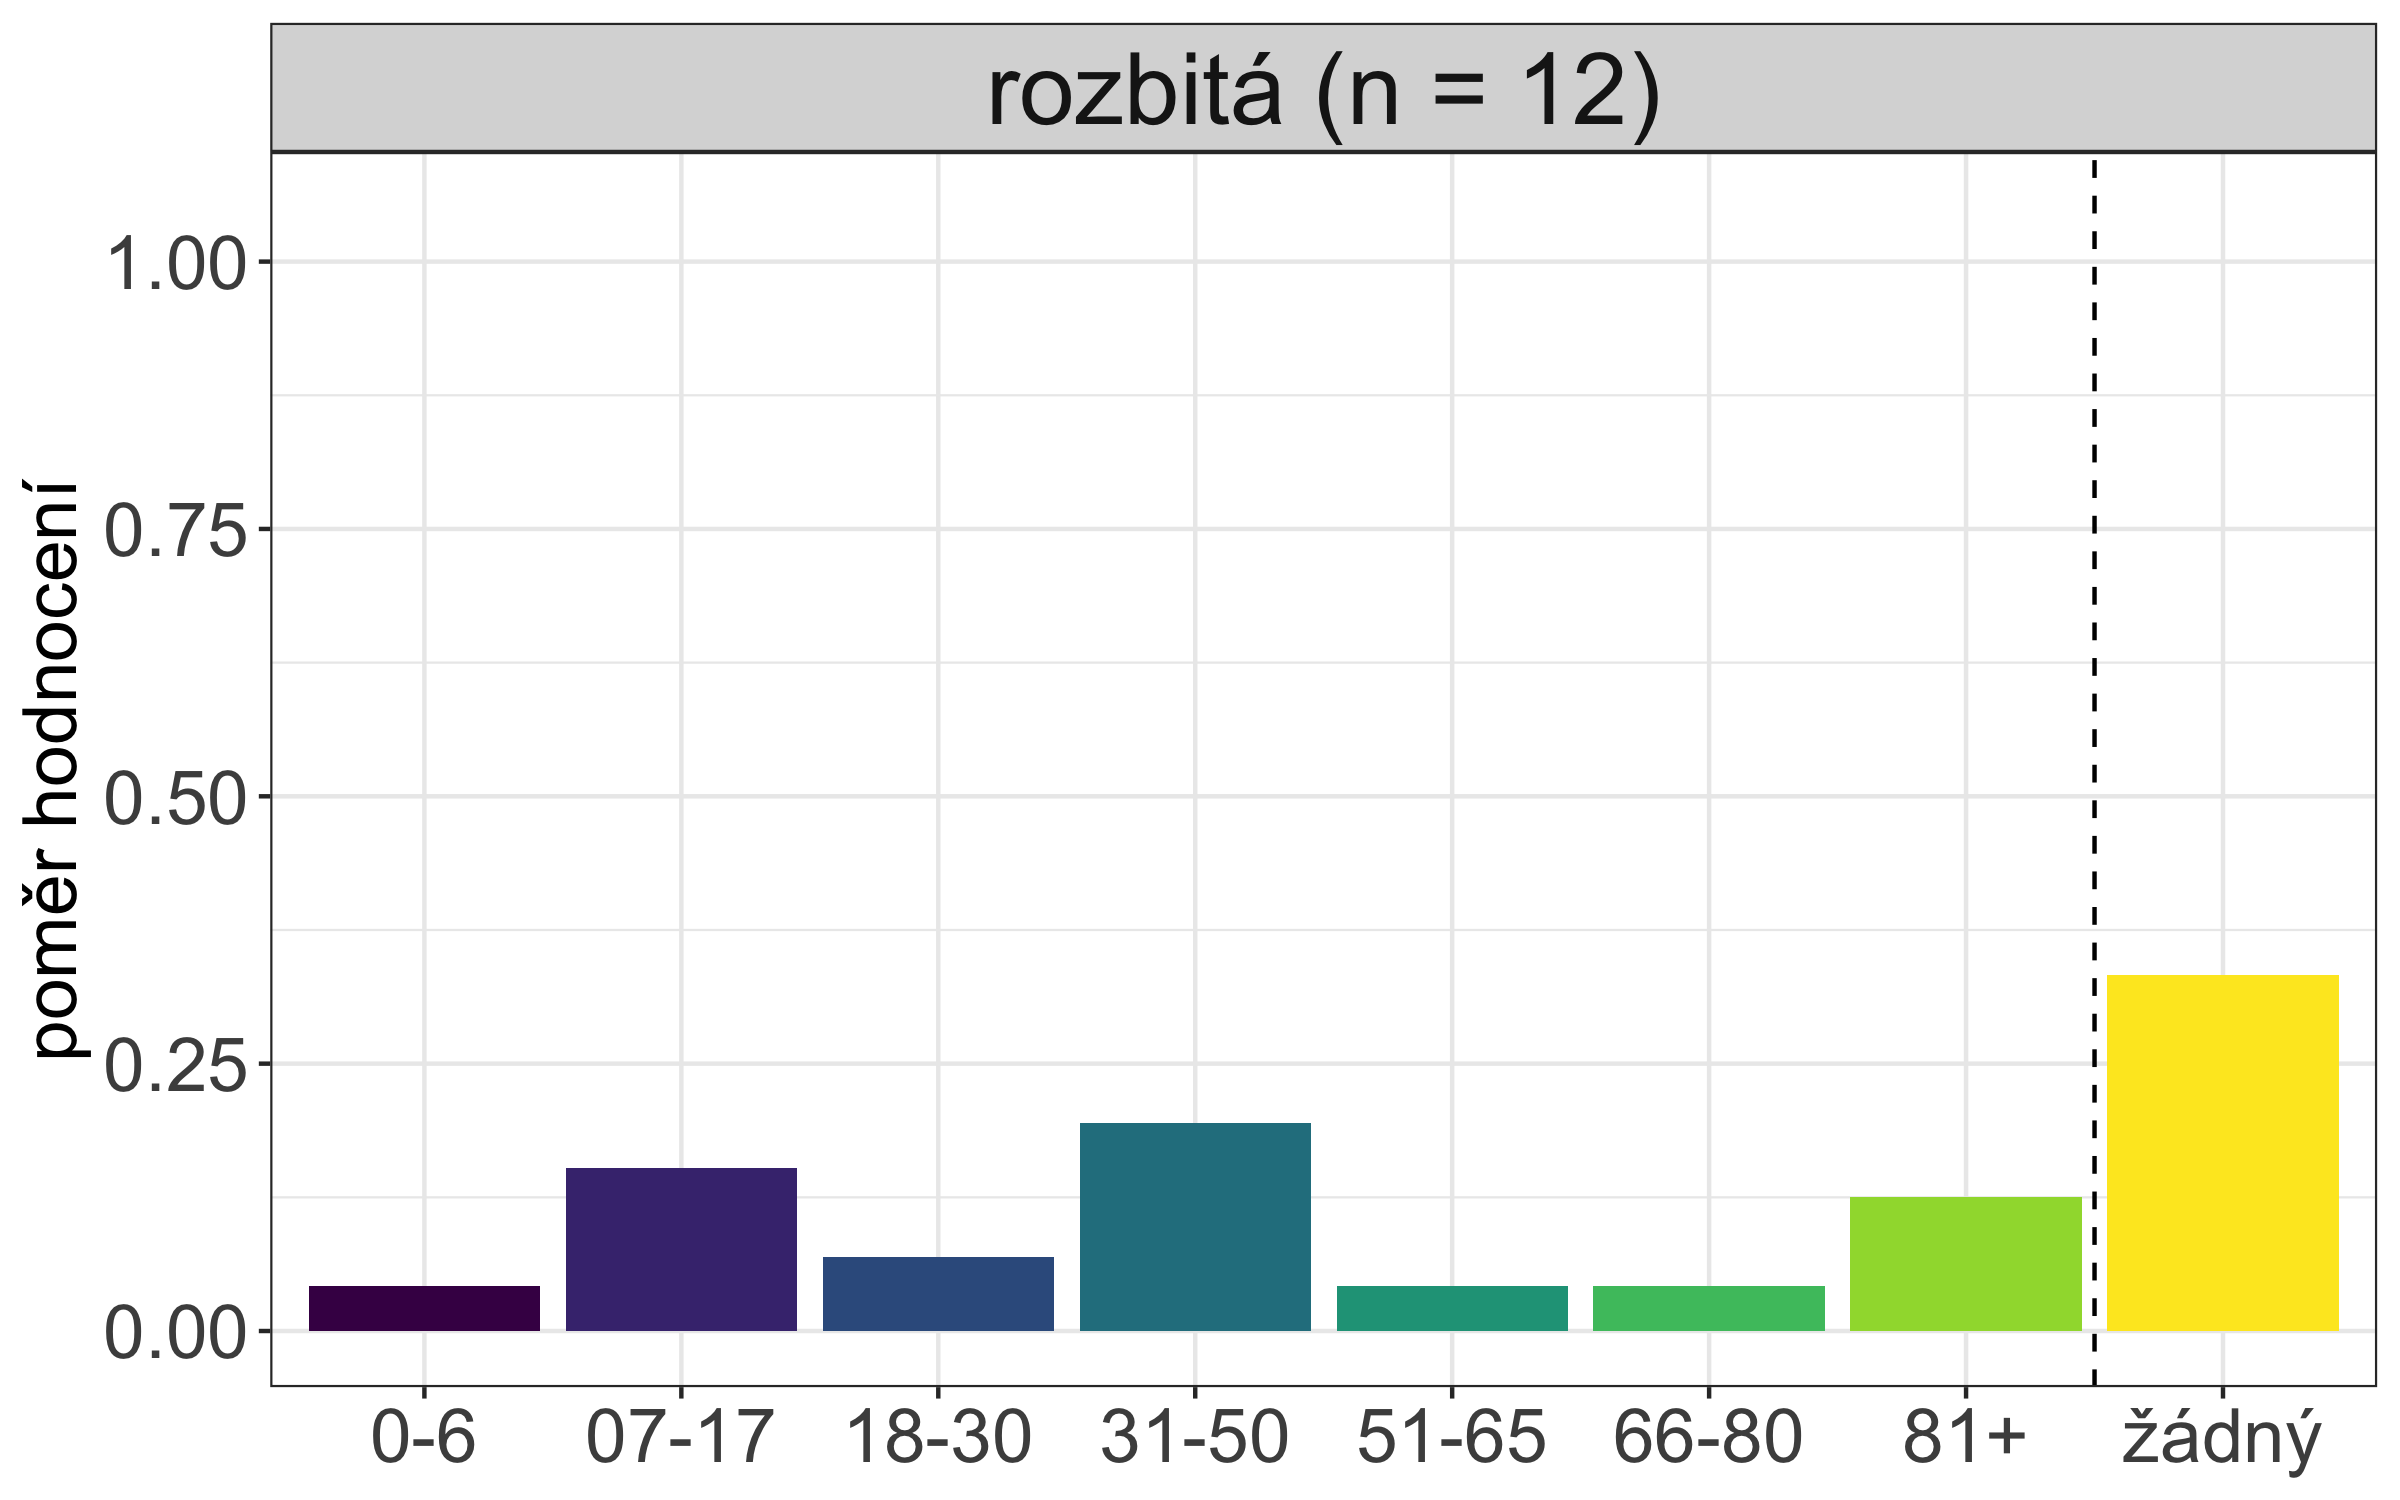 rozbitá (n = 12)
poměr hodnocení
1.00
0.75
0.50
0.25
0.00
0-6 07-17 18-30 31-50 51-65 66-80 81+ žádný